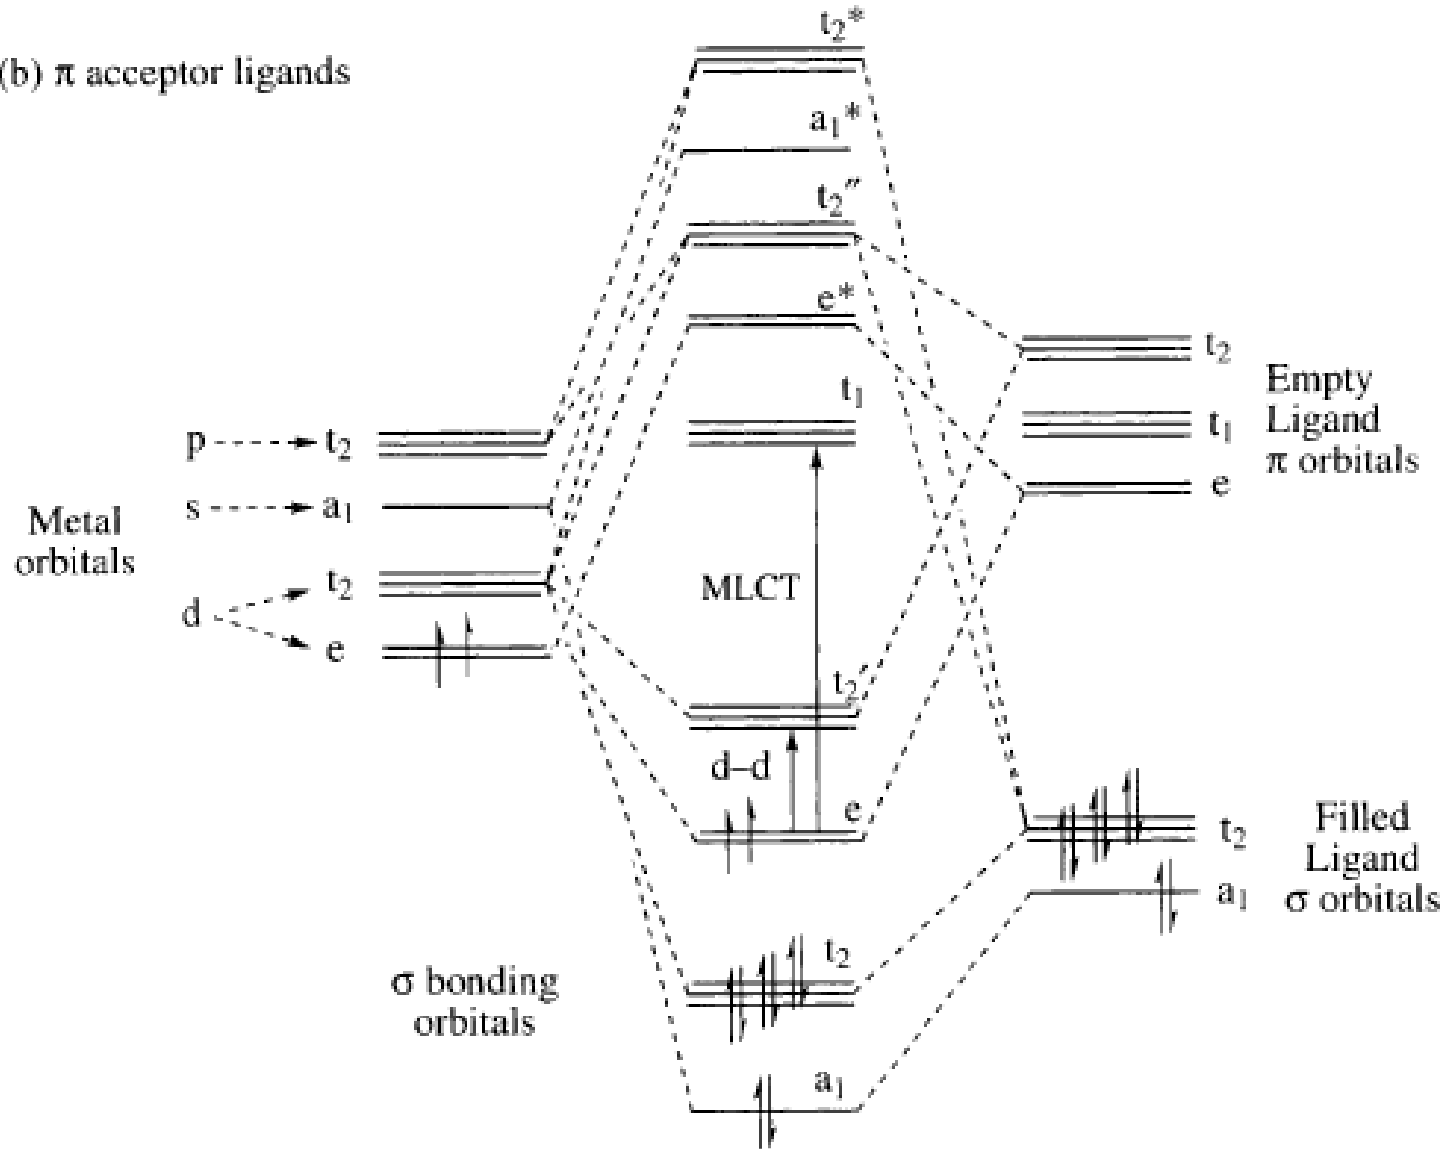 t₂*
(b) π acceptor ligands
a₁*
t₂″
e*
t₂
Empty
Ligand
π orbitals
t₁
t₁
e
p
t₂
s
a₁
Metal
orbitals
t₂
d
e
MLCT
t₂′
d–d
e
t₂
Filled
Ligand
σ orbitals
a₁
t₂
σ bonding
orbitals
a₁